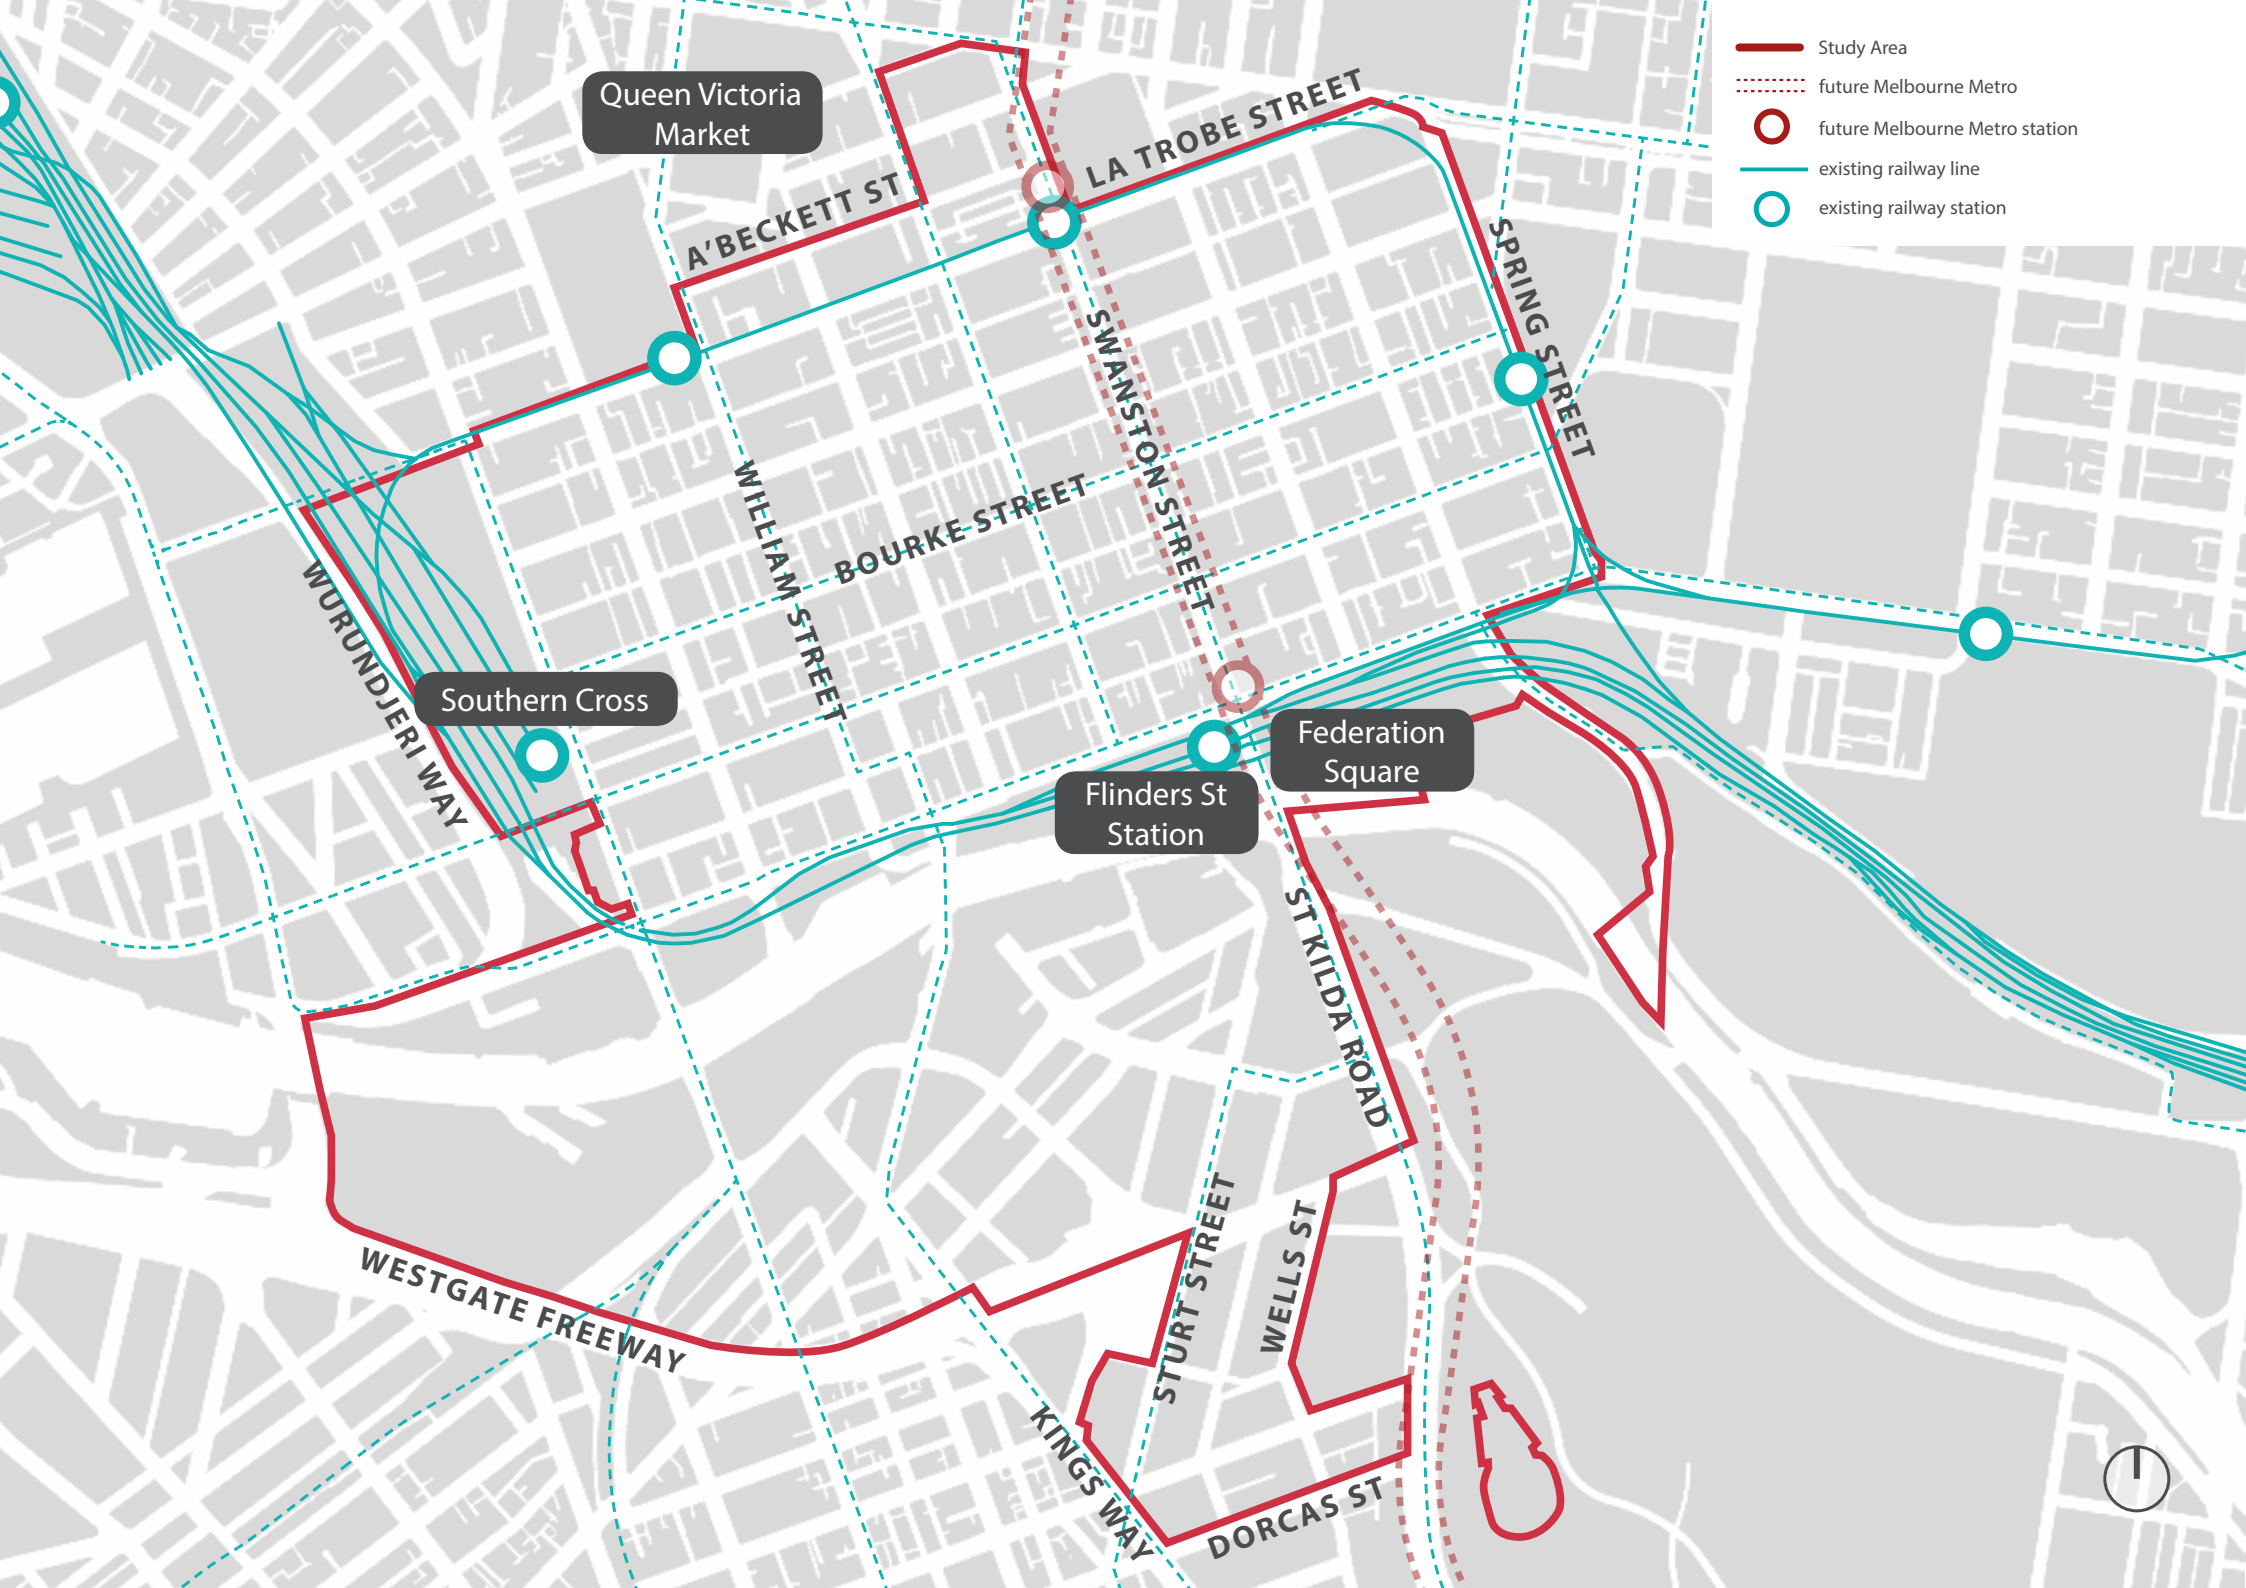 Study Area
future Melbourne Metro
future Melbourne Metro station
existing railway line
existing railway station
Queen Victoria
Market
LA TROBE STREET
A'BECKETT ST
SPRING STREET
SWANSTON STREET
WILLIAM STREET
BOURKE STREET
WURUNDJERI WAY
Southern Cross
Federation
Square
Flinders St
Station
ST KILDA ROAD
STURT STREET
WELLS ST
WESTGATE FREEWAY
KINGS WAY
DORCAS ST